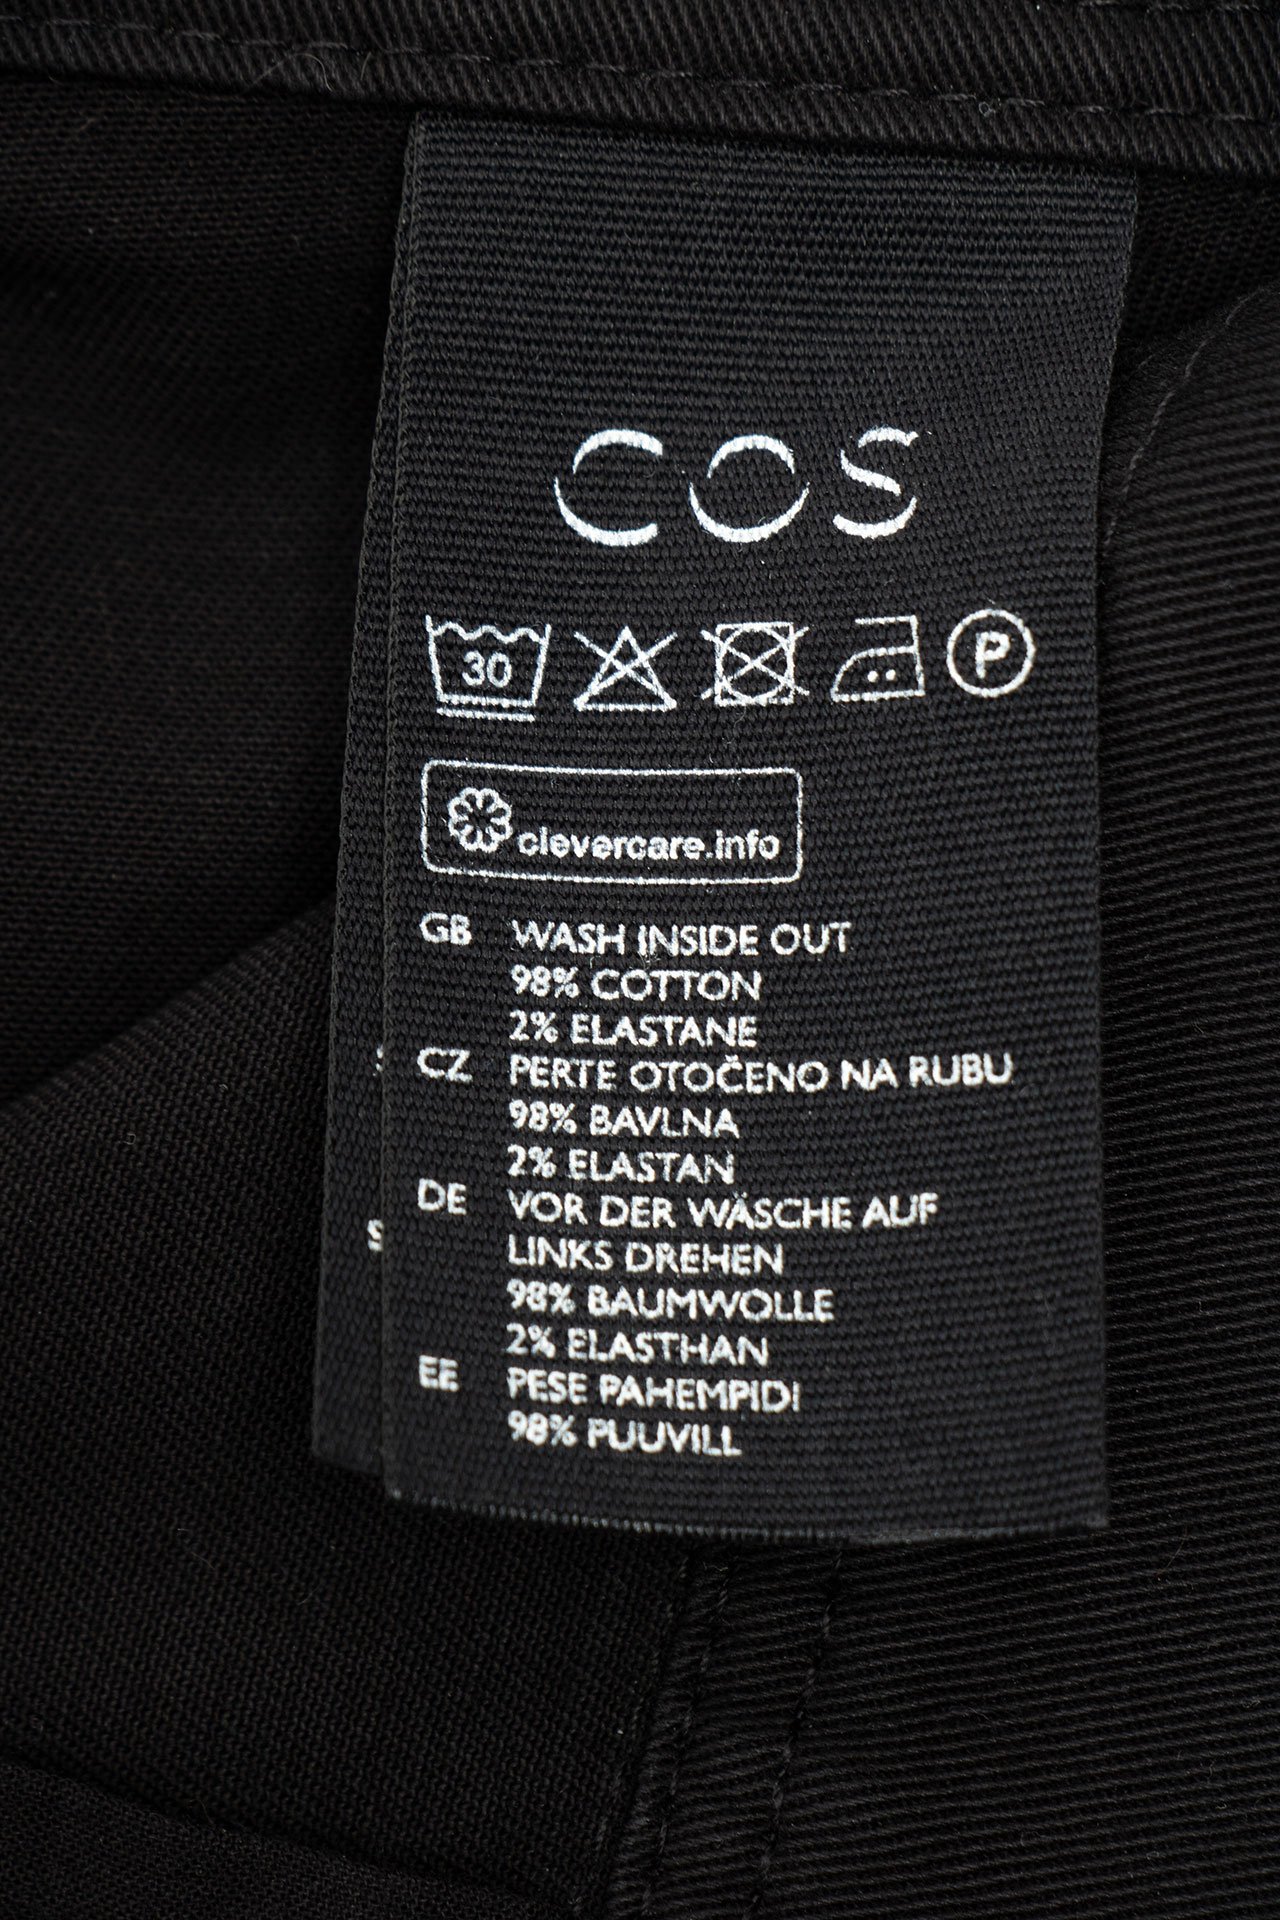 COS
30 P
clevercare.info
GB WASH INSIDE OUT
98% COTTON
2% ELASTANE
CZ PERTE OTOČENO NA RUBU
98% BAVLNA
2% ELASTAN
DE VOR DER WÄSCHE AUF
LINKS DREHEN
98% BAUMWOLLE
2% ELASTHAN
EE PESE PAHEMPIDI
98% PUUVILL